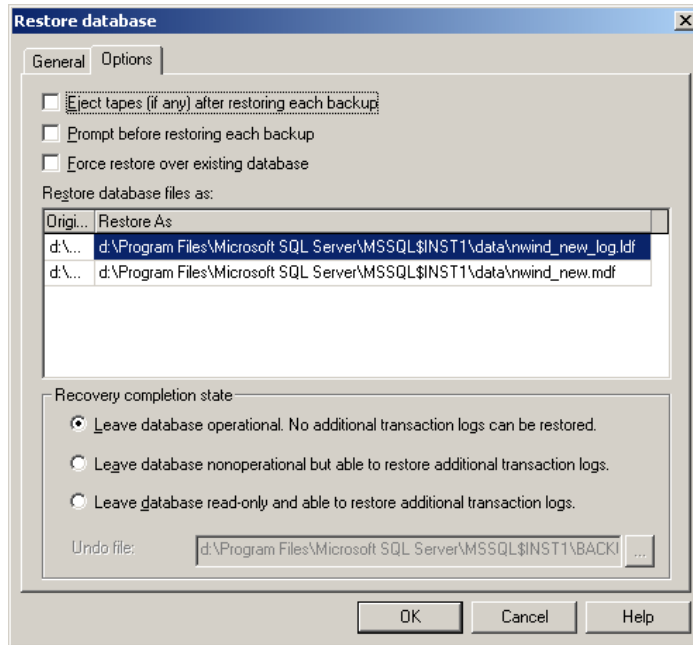 Restore database
General Options
Eject tapes (if any) after restoring each backup
Prompt before restoring each backup
Force restore over existing database
Restore database files as:
Origi... Restore As
d:\... d:\Program Files\Microsoft SQL Server\MSSQL$INST1\data\nwind_new_log.ldf
d:\... d:\Program Files\Microsoft SQL Server\MSSQL$INST1\data\nwind_new.mdf
Recovery completion state
Leave database operational. No additional transaction logs can be restored.
Leave database nonoperational but able to restore additional transaction logs.
Leave database read-only and able to restore additional transaction logs.
Undo file: d:\Program Files\Microsoft SQL Server\MSSQL$INST1\BACKU ...
OK Cancel Help